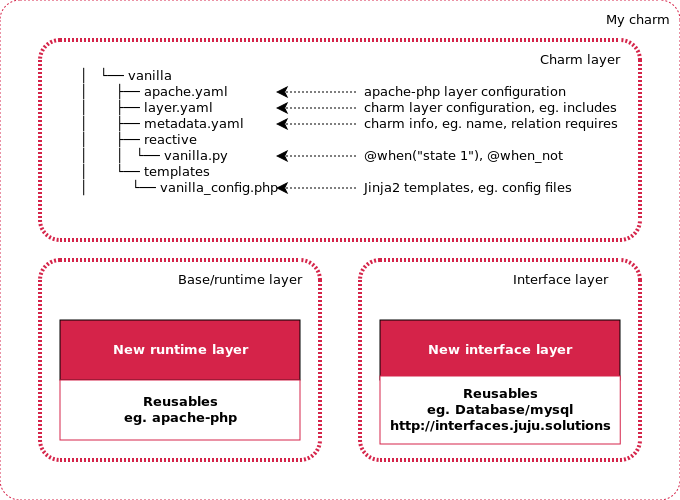 My charm
Charm layer
vanilla
apache.yaml apache-php layer configuration
layer.yaml charm layer configuration, eg. includes
metadata.yaml charm info, eg. name, relation requires
reactive
vanilla.py @when("state 1"), @when_not
templates
vanilla_config.php Jinja2 templates, eg. config files
Base/runtime layer
New runtime layer
Reusables
eg. apache-php
Interface layer
New interface layer
Reusables
eg. Database/mysql
http://interfaces.juju.solutions